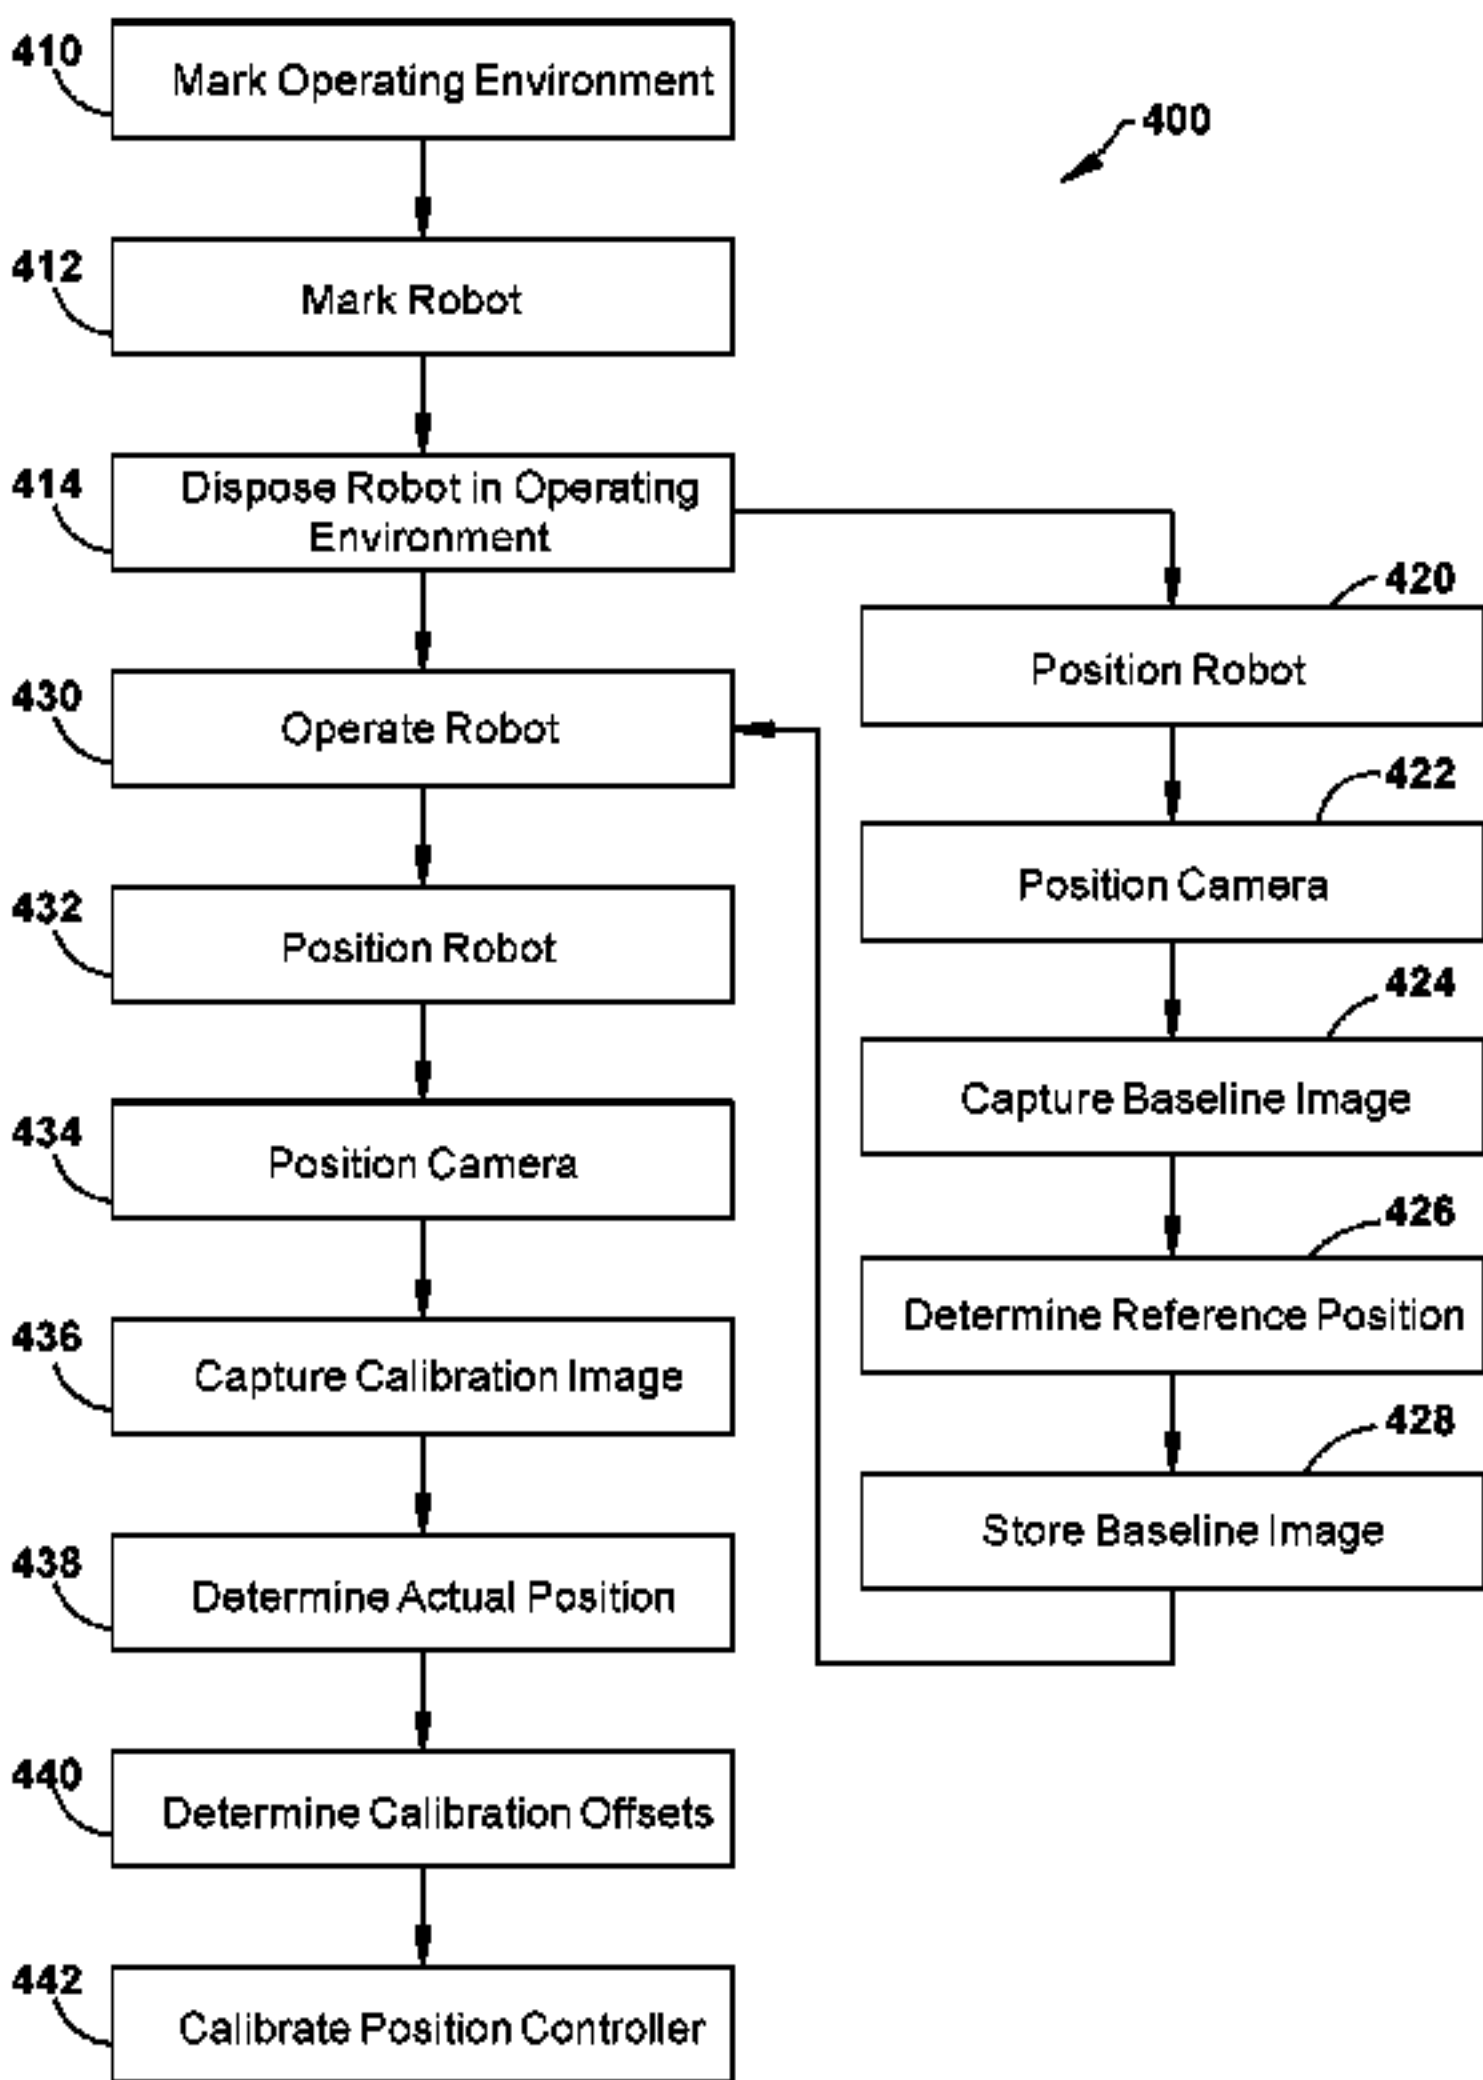 410
Mark Operating Environment
400
412
Mark Robot
414
Dispose Robot in Operating
Environment
420
Position Robot
430
Operate Robot
422
Position Camera
432
Position Robot
424
Capture Baseline Image
434
Position Camera
426
Determine Reference Position
436
Capture Calibration Image
428
Store Baseline Image
438
Determine Actual Position
440
Determine Calibration Offsets
442
Calibrate Position Controller